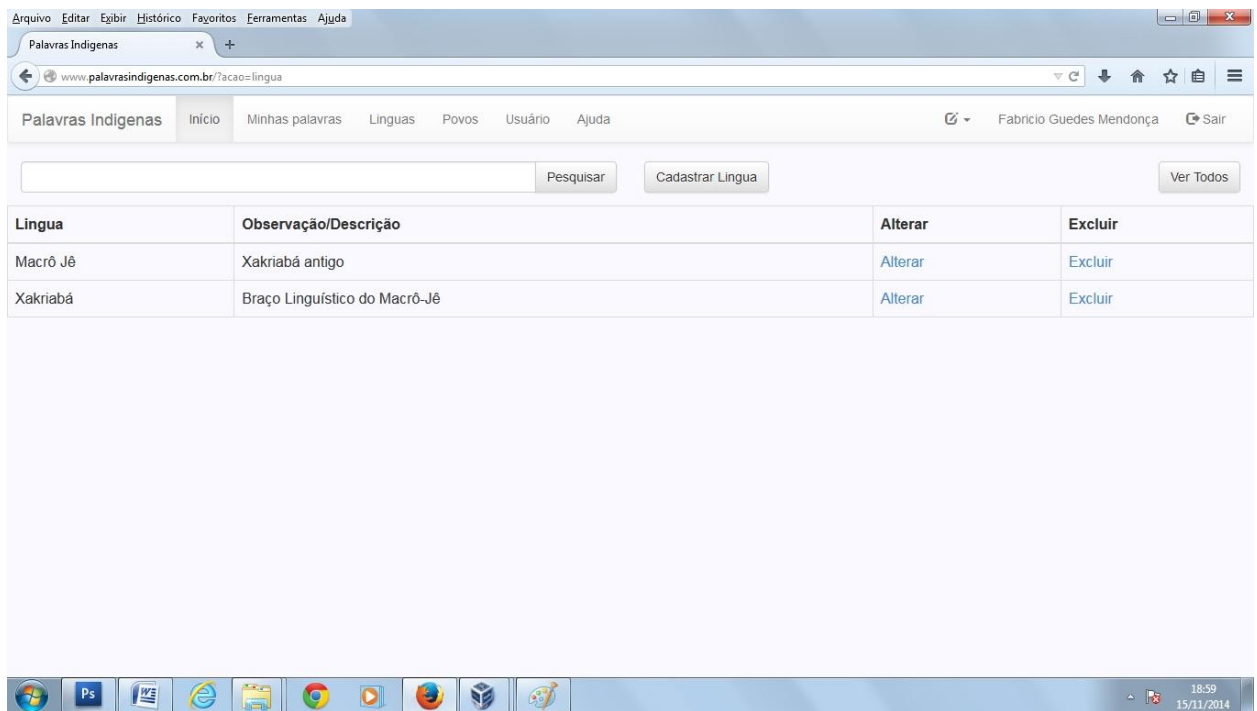 Arquivo Editar Exibir Histórico Favoritos Ferramentas Ajuda
Palavras Indigenas
www.palavrasindigenas.com.br/?acao=lingua
Palavras Indigenas Início Minhas palavras Linguas Povos Usuário Ajuda Fabricio Guedes Mendonça Sair
Pesquisar Cadastrar Lingua Ver Todos
Lingua Observação/Descrição Alterar Excluir
Macrô Jê Xakriabá antigo Alterar Excluir
Xakriabá Braço Linguístico do Macrô-Jê Alterar Excluir
Ps W
18:59
15/11/2014